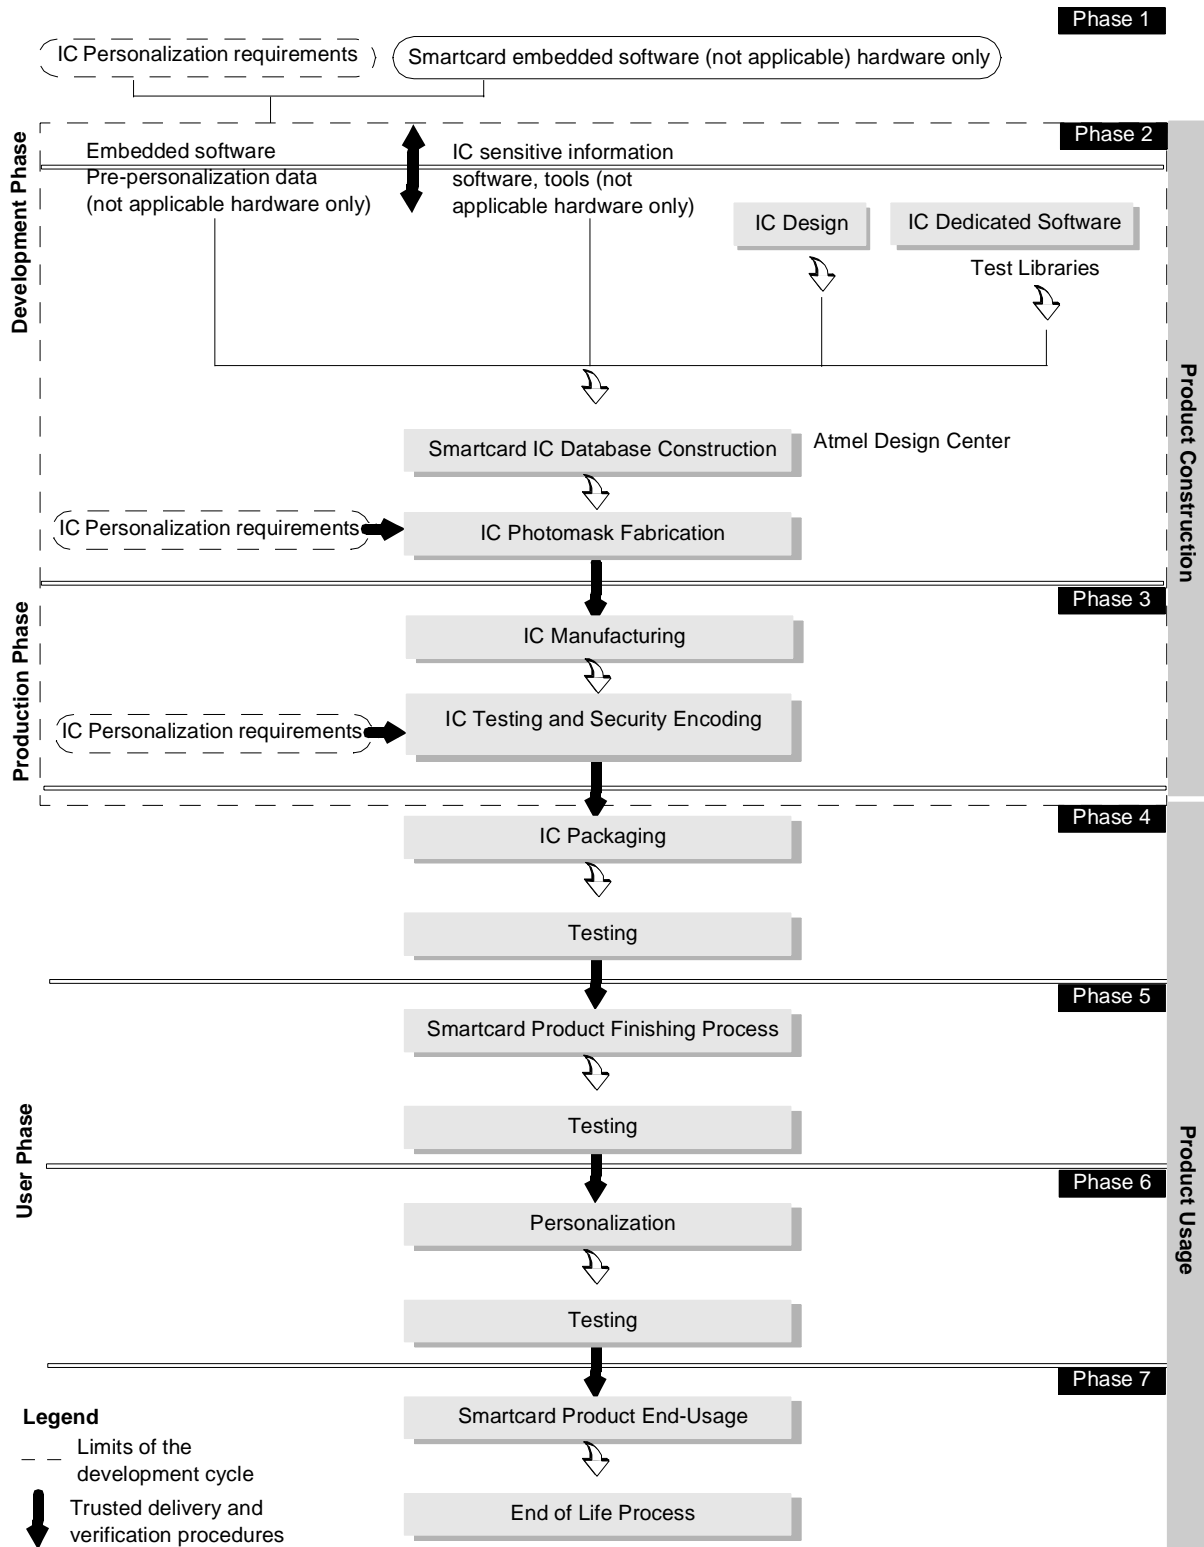 Phase 1
IC Personalization requirements
Smartcard embedded software (not applicable) hardware only
Phase 2
Development Phase
Embedded software
Pre-personalization data
(not applicable hardware only)
IC sensitive information
software, tools (not
applicable hardware only)
IC Design
IC Dedicated Software
Test Libraries
Product Construction
Smartcard IC Database Construction
Atmel Design Center
IC Personalization requirements
IC Photomask Fabrication
Phase 3
Production Phase
IC Manufacturing
IC Personalization requirements
IC Testing and Security Encoding
Phase 4
IC Packaging
Testing
Phase 5
Smartcard Product Finishing Process
Testing
User Phase
Product Usage
Phase 6
Personalization
Testing
Phase 7
Smartcard Product End-Usage
End of Life Process
Legend
Limits of the
development cycle
Trusted delivery and
verification procedures